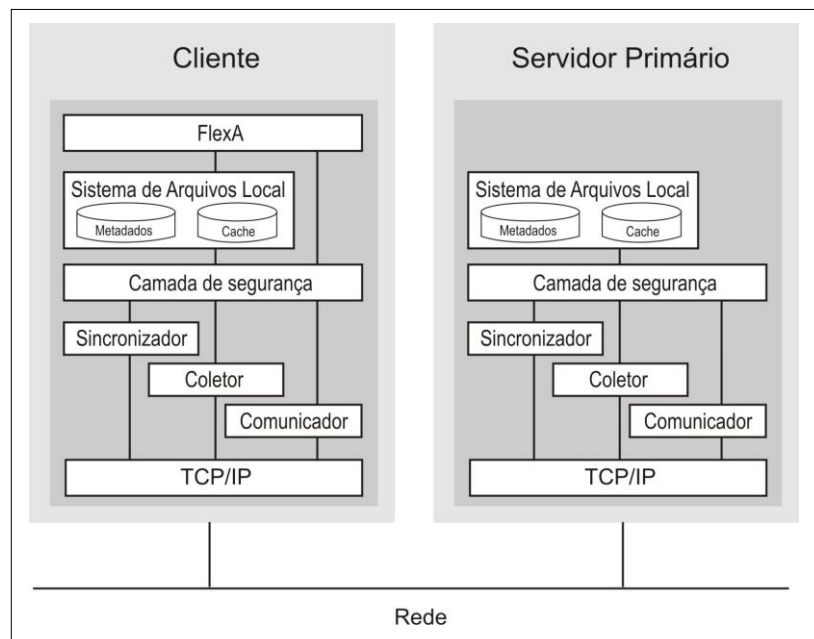 Cliente
FlexA
Sistema de Arquivos Local
Metadados
Cache
Camada de segurança
Sincronizador
Coletor
Comunicador
TCP/IP
Servidor Primário
Sistema de Arquivos Local
Metadados
Cache
Camada de segurança
Sincronizador
Coletor
Comunicador
TCP/IP
Rede